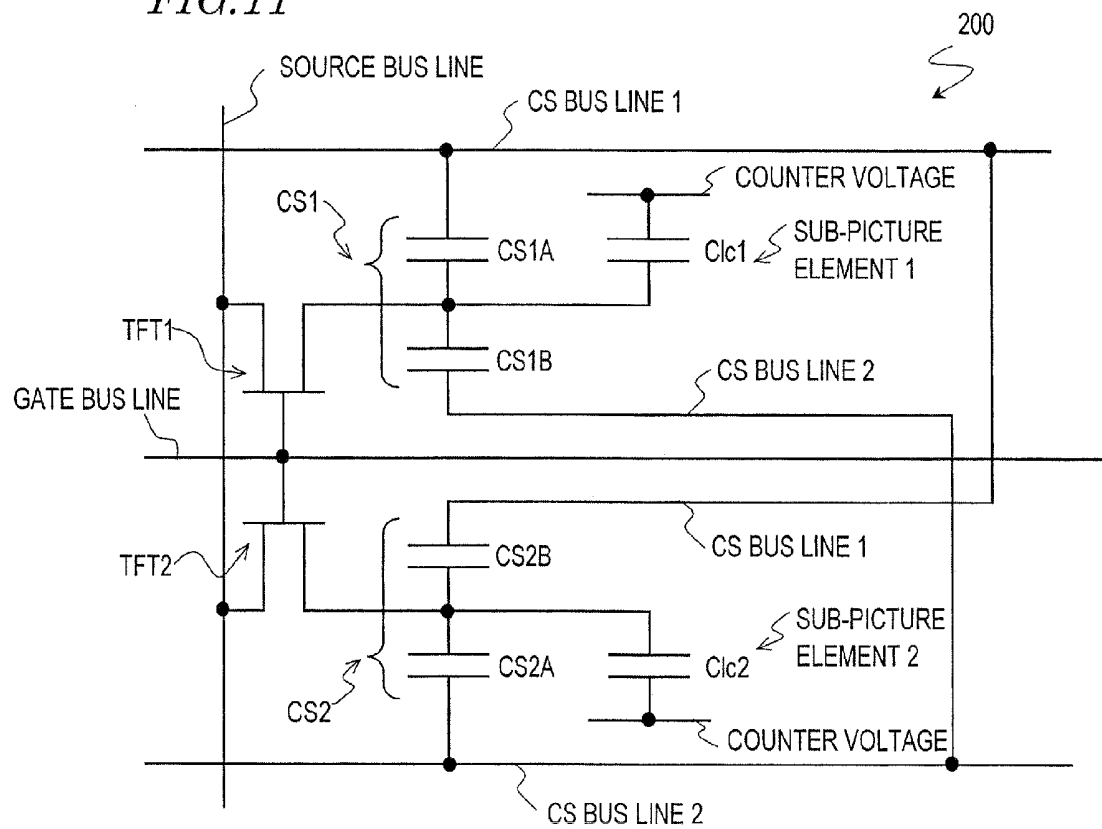 FIG.11
200
SOURCE BUS LINE
CS BUS LINE 1
COUNTER VOLTAGE
CS1
CS1A
Clc1
SUB-PICTURE
ELEMENT 1
TFT1
CS1B
CS BUS LINE 2
GATE BUS LINE
CS BUS LINE 1
TFT2
CS2B
SUB-PICTURE
ELEMENT 2
CS2A
Clc2
CS2
COUNTER VOLTAGE
CS BUS LINE 2